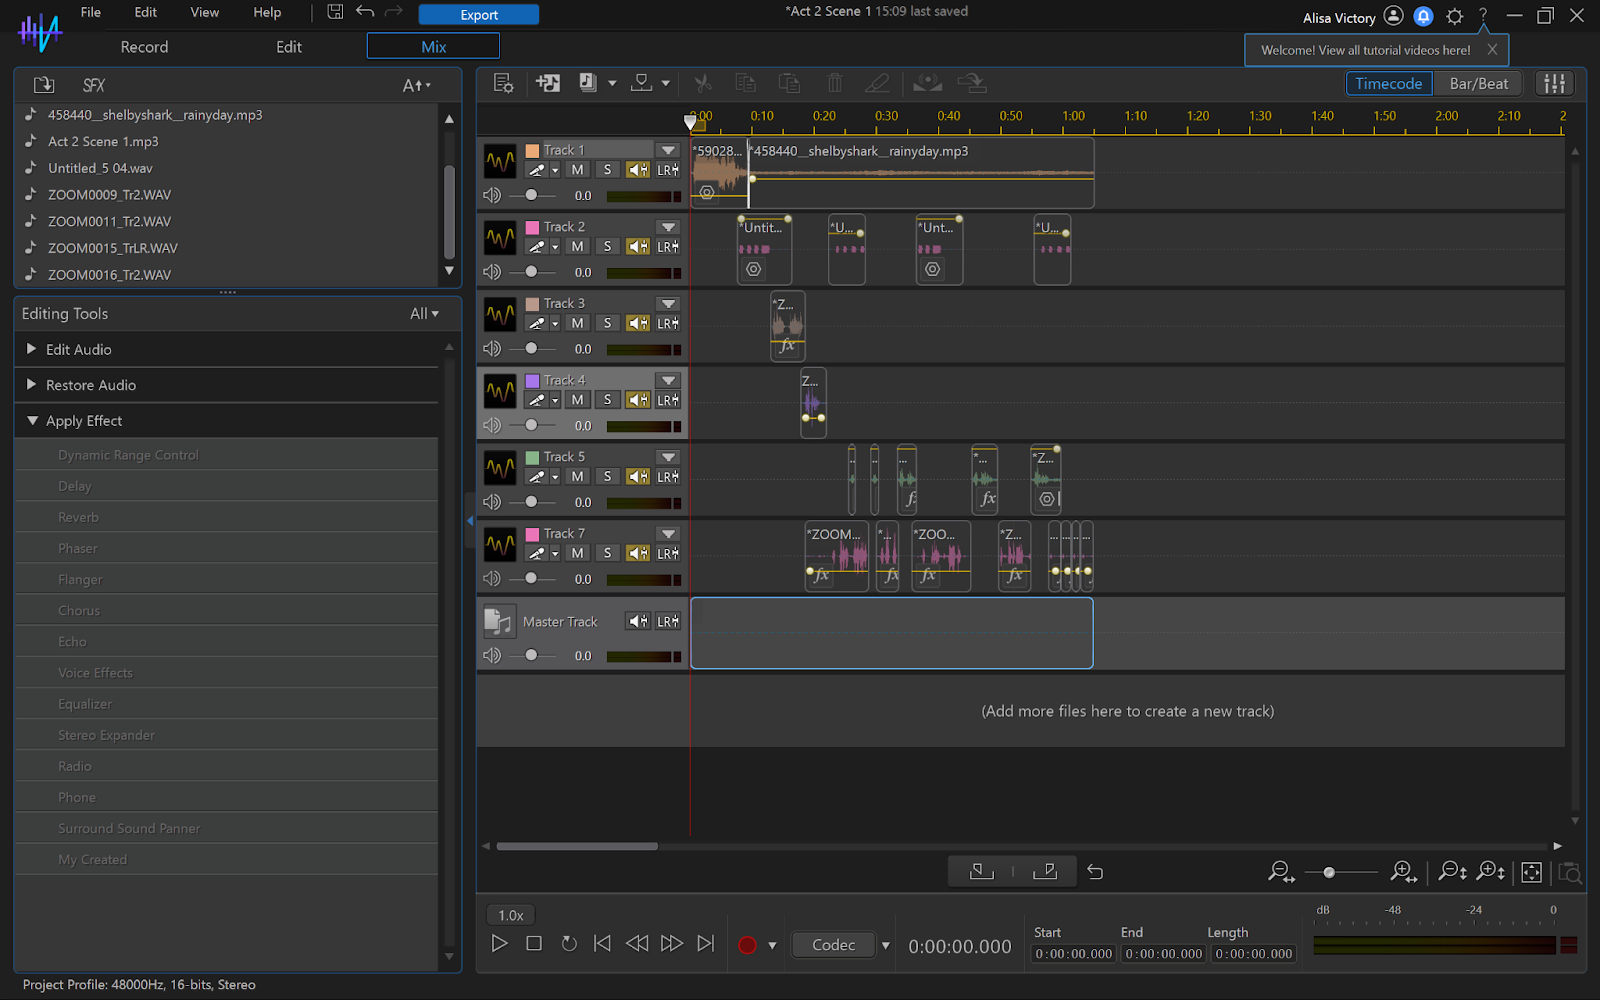 File Edit View Help Export *Act 2 Scene 1 15:09 last saved Alisa Victory ?
Record Edit Mix Welcome! View all tutorial videos here!
SFX A
458440__shelbyshark__rainyday.mp3
Act 2 Scene 1.mp3
Untitled_5 04.wav
ZOOM0009_Tr2.WAV
ZOOM0011_Tr2.WAV
ZOOM0015_TrLR.WAV
ZOOM0016_Tr2.WAV
Editing Tools All
Edit Audio
Restore Audio
Apply Effect
Dynamic Range Control
Delay
Reverb
Phaser
Flanger
Chorus
Echo
Voice Effects
Equalizer
Stereo Expander
Radio
Phone
Surround Sound Panner
My Created
Timecode Bar/Beat
0:00 0:10 0:20 0:30 0:40 0:50 1:00 1:10 1:20 1:30 1:40 1:50 2:00 2:10 2
Track 1 *59028... *458440__shelbyshark__rainyday.mp3
M S LR
0.0
Track 2 *Untit... *U... *Unt... *U...
M S LR
0.0
Track 3 *Z...
M S LR
fx
0.0
Track 4 Z...
M S LR
0.0
Track 5 .. .. ... *... *Z...
M S LR
0.0 f fx
Track 7 *ZOOM... *... *ZOO... *Z... ... ... .. ...
M S LR
0.0 fx fx fx fx
Master Track LR
0.0
(Add more files here to create a new track)
1.0x
Codec 0:00:00.000
Start End Length
0:00:00.000 0:00:00.000 0:00:00.000
dB -48 -24 0
Project Profile: 48000Hz, 16-bits, Stereo